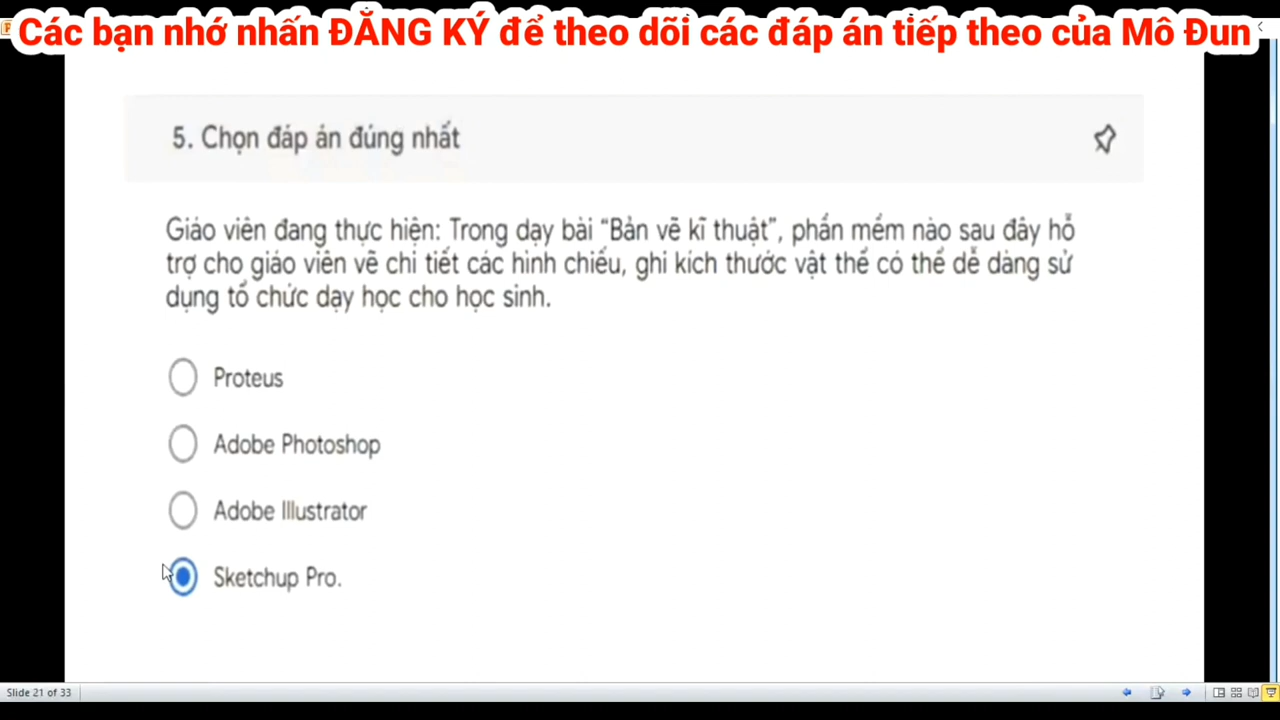 Các bạn nhớ nhấn ĐĂNG KÝ để theo dõi các đáp án tiếp theo của Mô Đun
5. Chọn đáp án đúng nhất
Giáo viên đang thực hiện: Trong dạy bài “Bản vẽ kĩ thuật”, phần mềm nào sau đây hỗ
trợ cho giáo viên vẽ chi tiết các hình chiếu, ghi kích thước vật thể có thể dễ dàng sử
dụng tổ chức dạy học cho học sinh.
Proteus
Adobe Photoshop
Adobe Illustrator
Sketchup Pro.
Slide 21 of 33